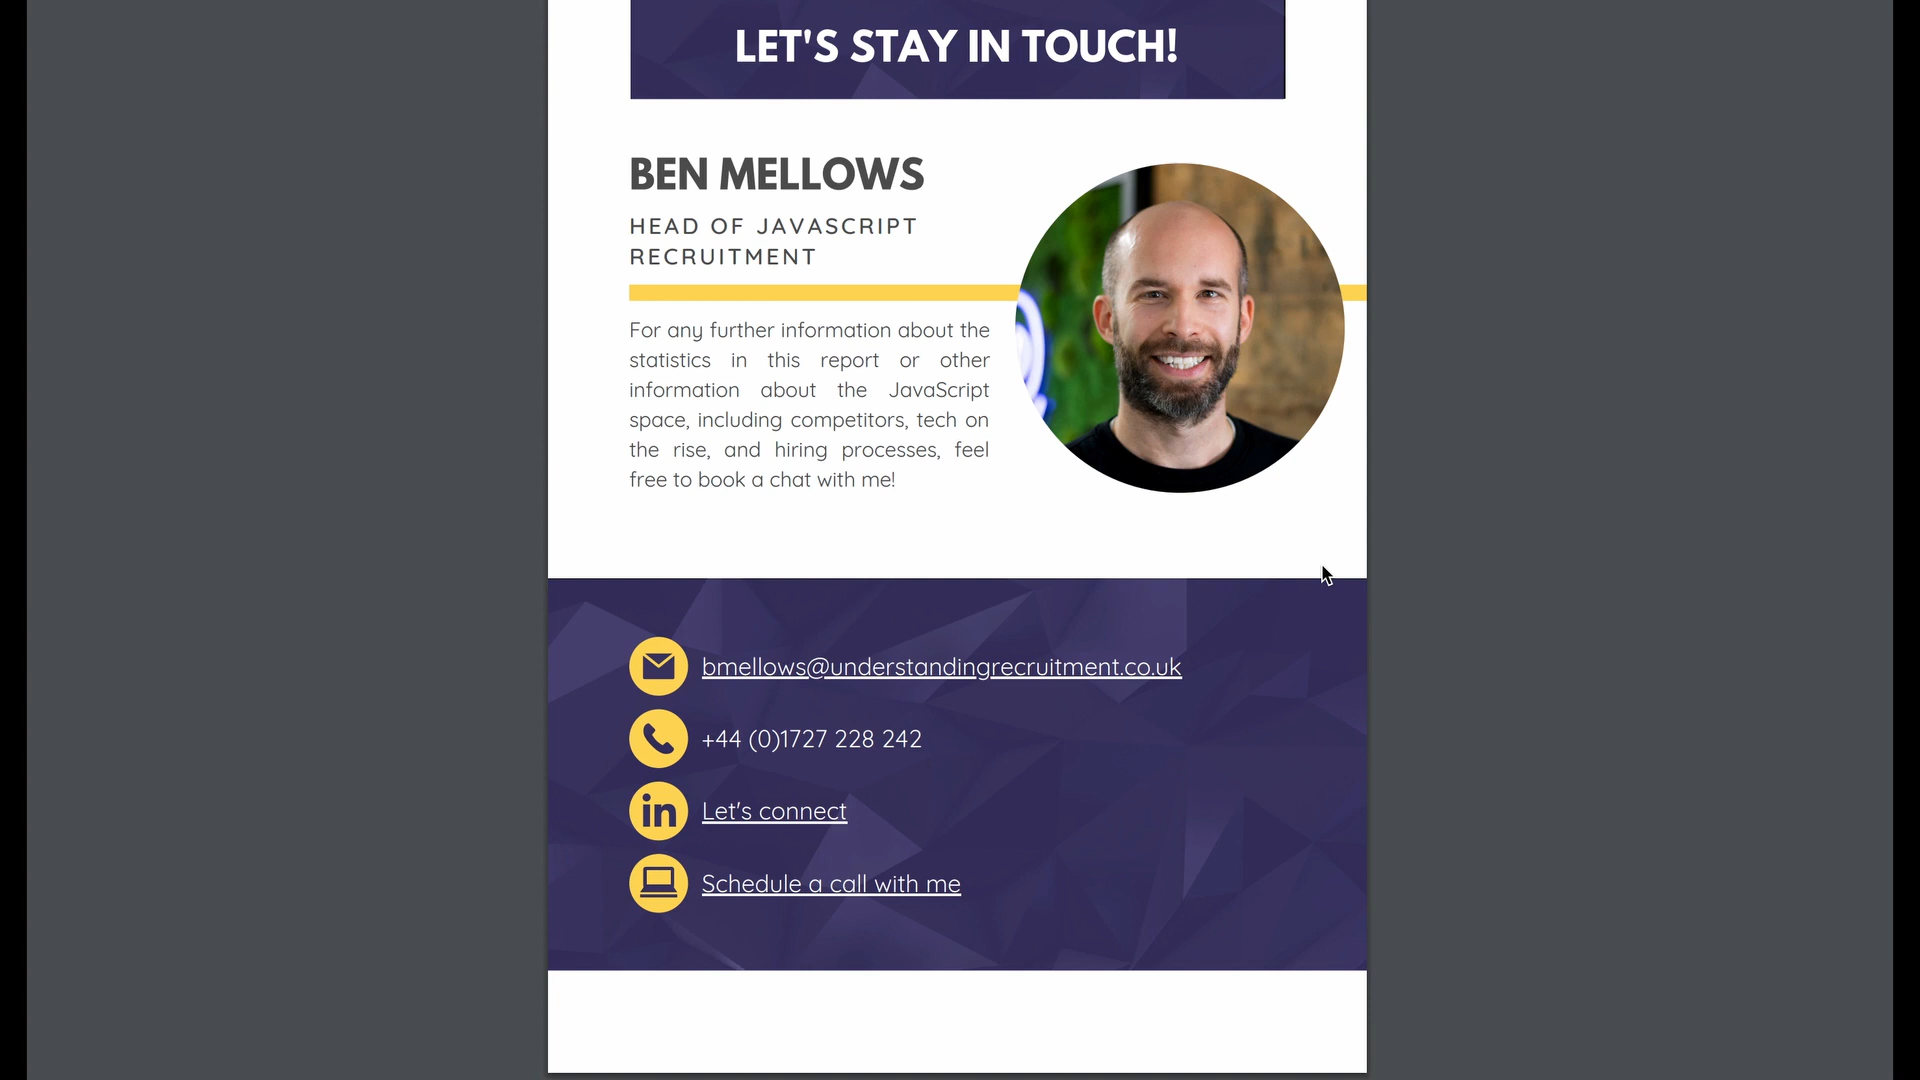 LET'S STAY IN TOUCH!
BEN MELLOWS
HEAD OF JAVASCRIPT
RECRUITMENT
For any further information about the
statistics in this report or other
information about the JavaScript
space, including competitors, tech on
the rise, and hiring processes, feel
free to book a chat with me!
bmellows@understandingrecruitment.co.uk
+44 (0)1727 228 242
in Let's connect
Schedule a call with me